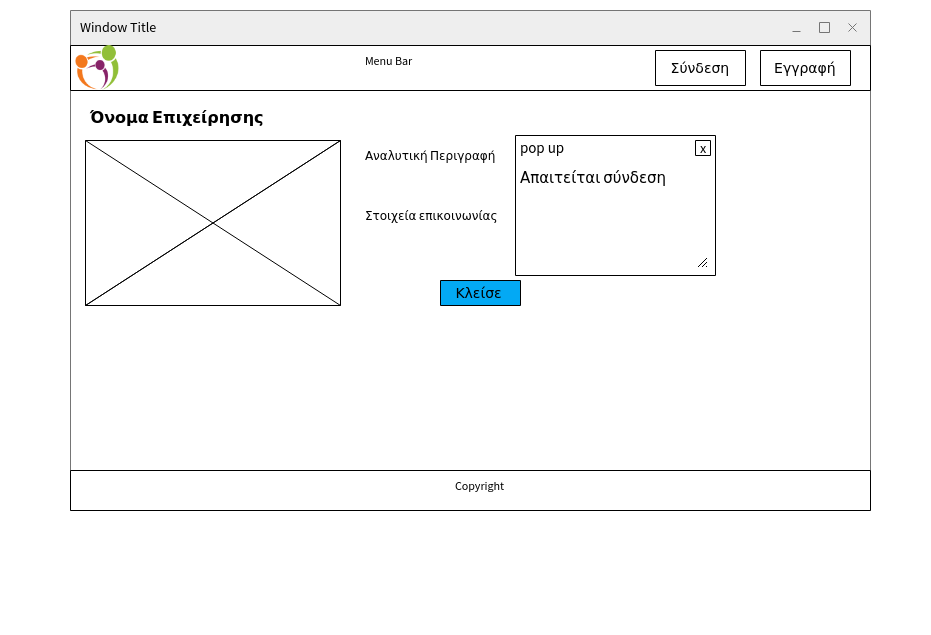 Window Title
Menu Bar
Σύνδεση
Εγγραφή
Όνομα Επιχείρησης
Αναλυτική Περιγραφή
Στοιχεία επικοινωνίας
pop up
x
Απαιτείται σύνδεση
Κλείσε
Copyright